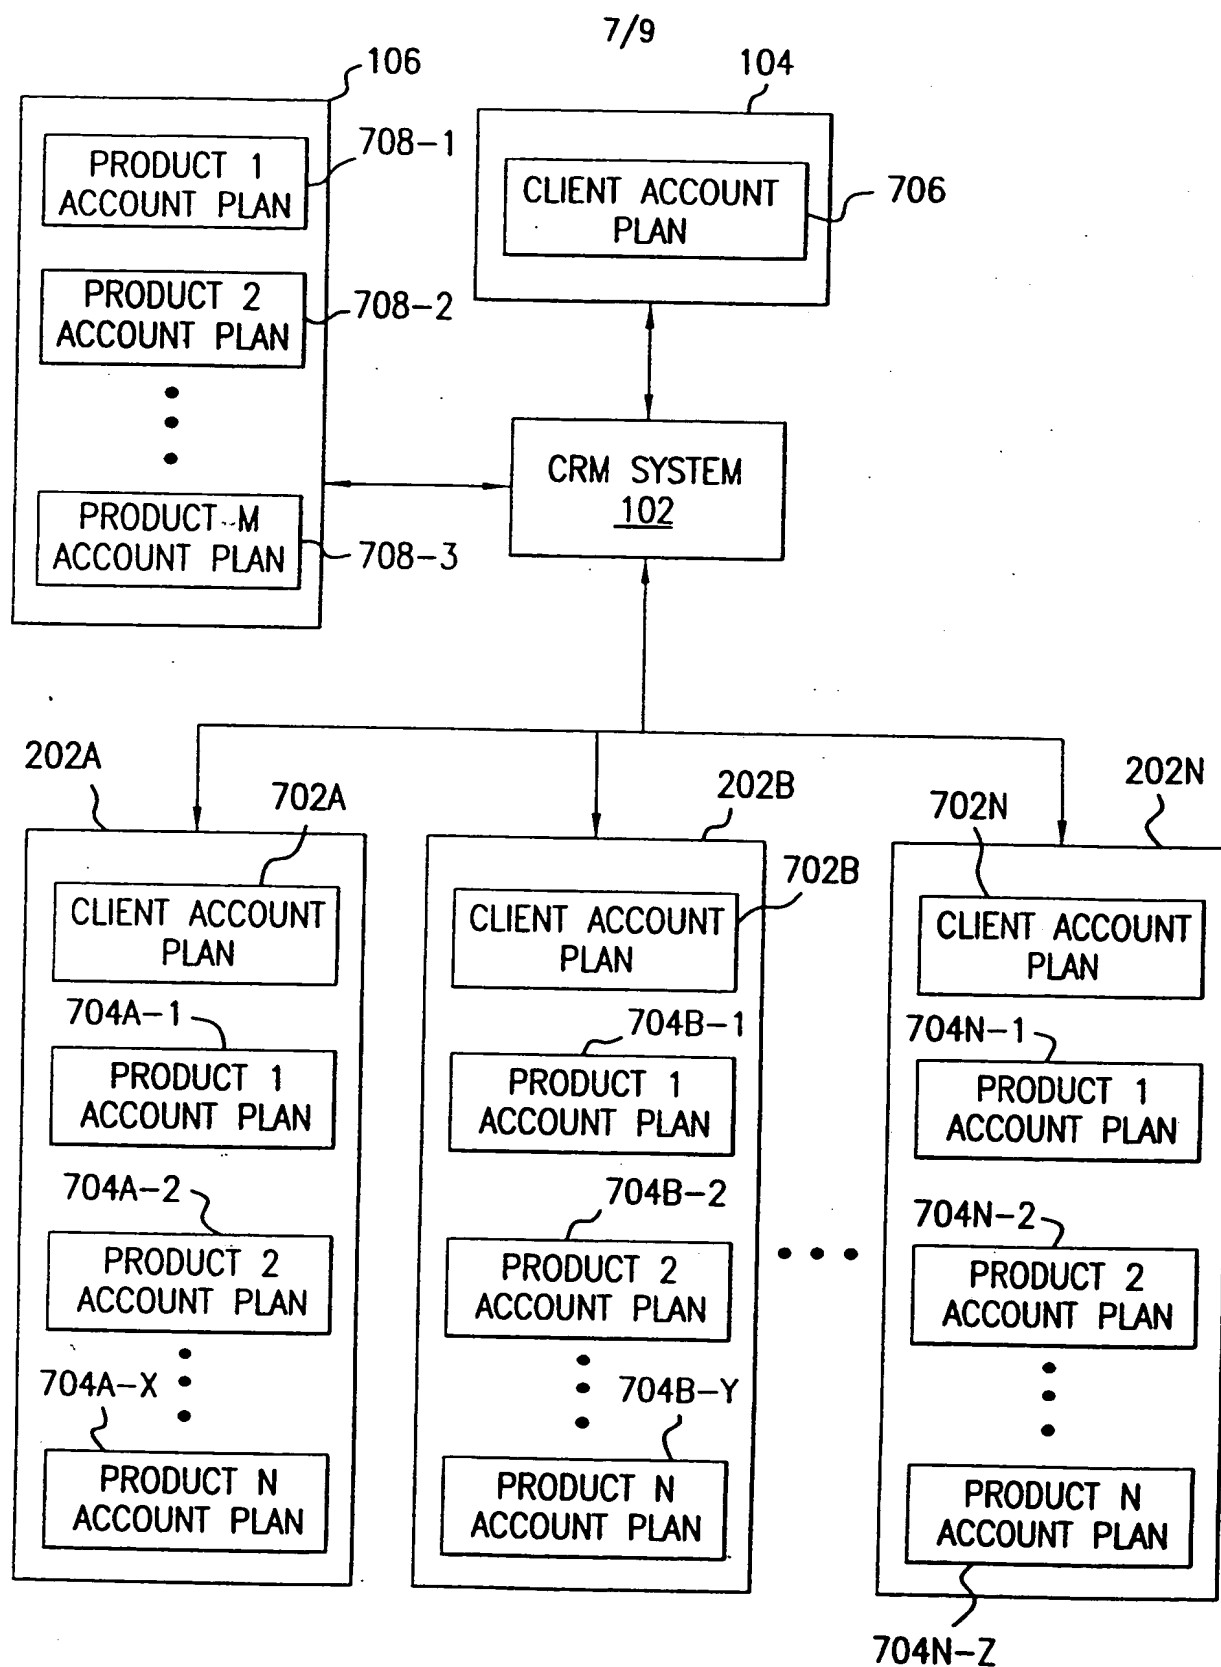 7/9
106
104
PRODUCT 1
ACCOUNT PLAN
708-1
CLIENT ACCOUNT
PLAN
706
PRODUCT 2
ACCOUNT PLAN
708-2
CRM SYSTEM
102
PRODUCT M
ACCOUNT PLAN
708-3
202A
702A
202B
702B
702N
202N
CLIENT ACCOUNT
PLAN
CLIENT ACCOUNT
PLAN
CLIENT ACCOUNT
PLAN
704A-1
704B-1
704N-1
PRODUCT 1
ACCOUNT PLAN
PRODUCT 1
ACCOUNT PLAN
PRODUCT 1
ACCOUNT PLAN
704A-2
704B-2
704N-2
PRODUCT 2
ACCOUNT PLAN
PRODUCT 2
ACCOUNT PLAN
PRODUCT 2
ACCOUNT PLAN
704A-X
704B-Y
PRODUCT N
ACCOUNT PLAN
PRODUCT N
ACCOUNT PLAN
PRODUCT N
ACCOUNT PLAN
704N-Z